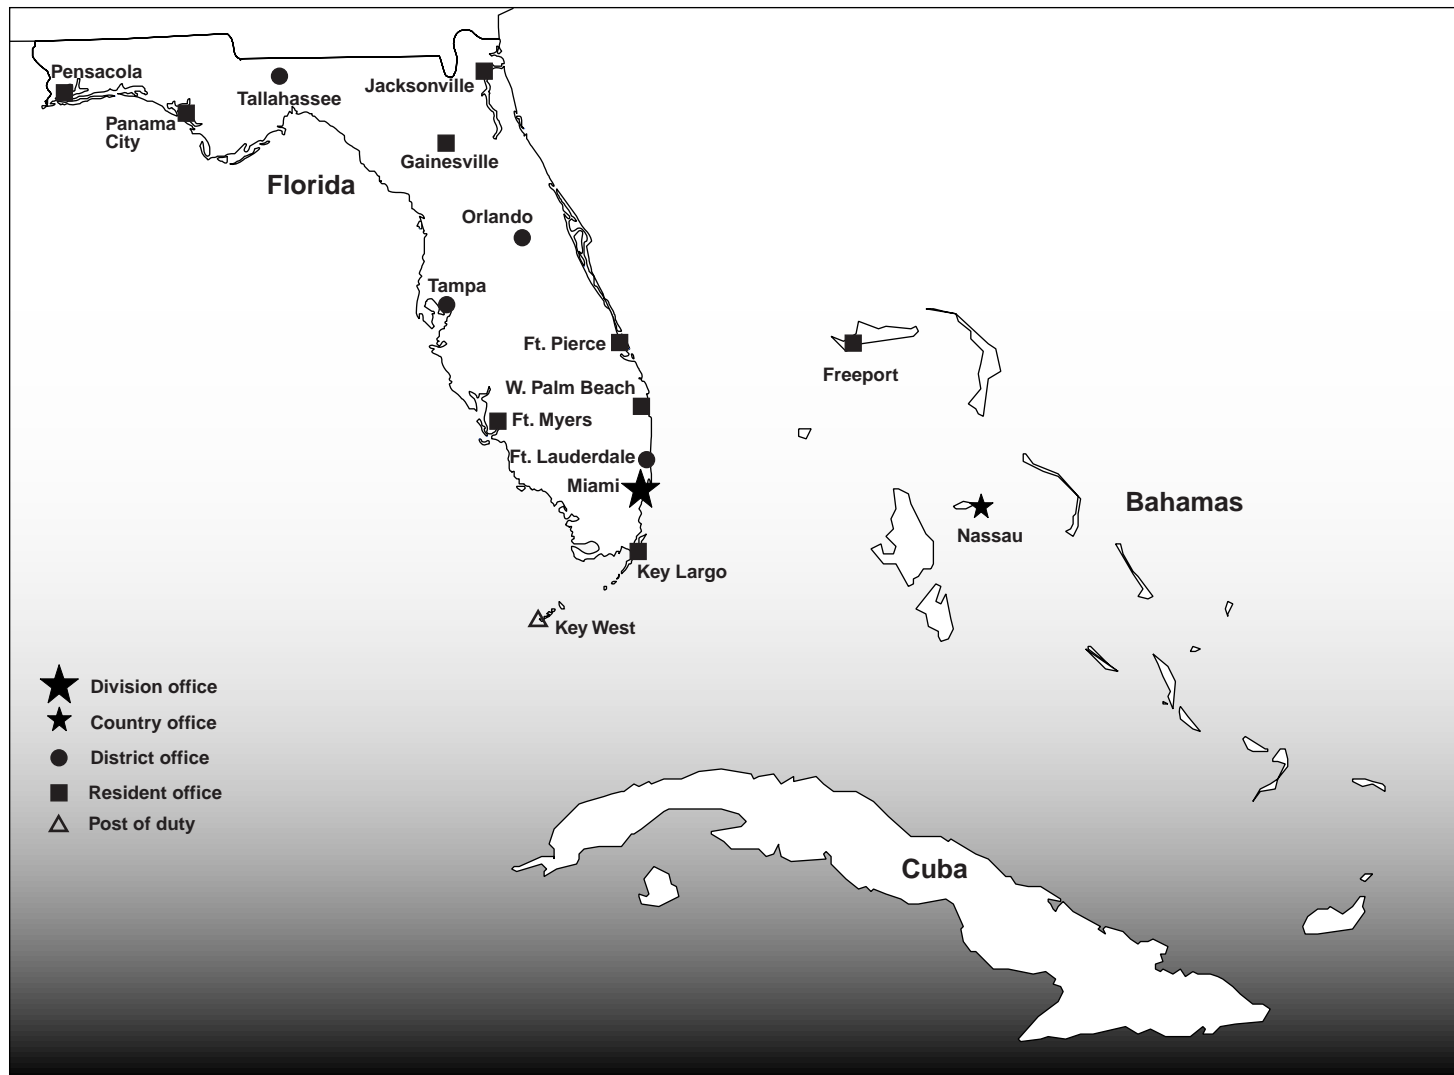 Pensacola
Tallahassee
Jacksonville
Panama
City
Gainesville
Florida
Orlando
Tampa
Ft. Pierce
Freeport
W. Palm Beach
Ft. Myers
Ft. Lauderdale
Miami
Bahamas
Nassau
Key Largo
Key West
Division office
Country office
District office
Resident office
Post of duty
Cuba